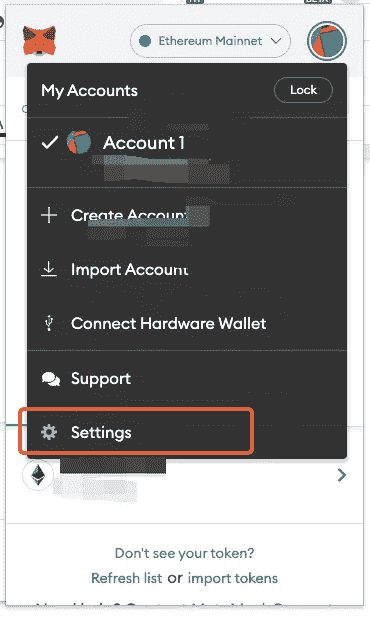 Ethereum Mainnet
My Accounts
Lock
Account 1
Create Account
Import Account
Connect Hardware Wallet
Support
Settings
Don't see your token?
Refresh list or import tokens